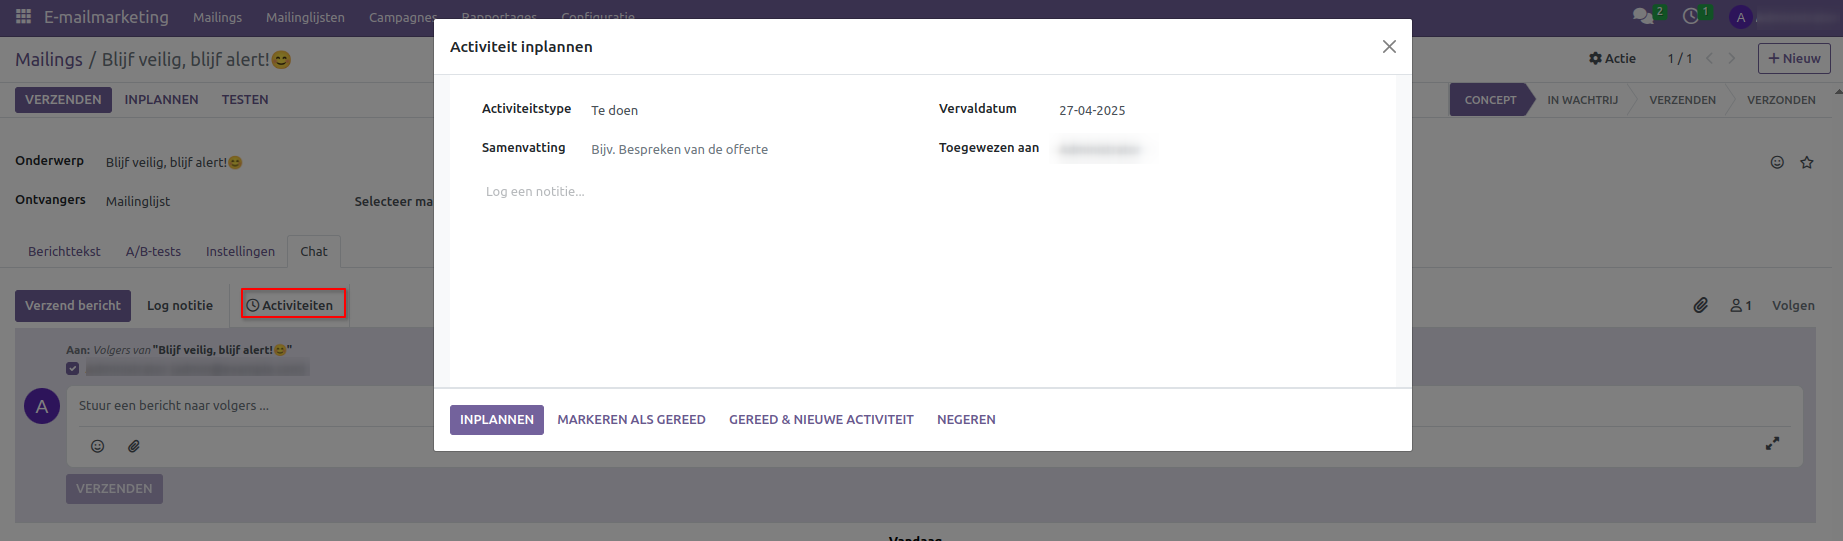 E-mailmarketing Mailings Mailinglijsten Campagnes Rapportages Configuratie 2 1 A
Mailings / Blijf veilig, blijf alert!😊 Actie 1 / 1 + Nieuw
VERZENDEN INPLANNEN TESTEN CONCEPT IN WACHTRIJ VERZENDEN VERZONDEN
Onderwerp Blijf veilig, blijf alert!😊
Ontvangers Mailinglijst Selecteer ma
Berichttekst A/B-tests Instellingen Chat
Verzend bericht Log notitie Activiteiten 1 Volgen
Aan: Volgers van "Blijf veilig, blijf alert!😊"
A Stuur een bericht naar volgers ...
VERZENDEN
Vandaag
Activiteit inplannen
Activiteitstype Te doen Vervaldatum 27-04-2025
Samenvatting Bijv. Bespreken van de offerte Toegewezen aan
Log een notitie...
INPLANNEN MARKEREN ALS GEREED GEREED & NIEUWE ACTIVITEIT NEGEREN